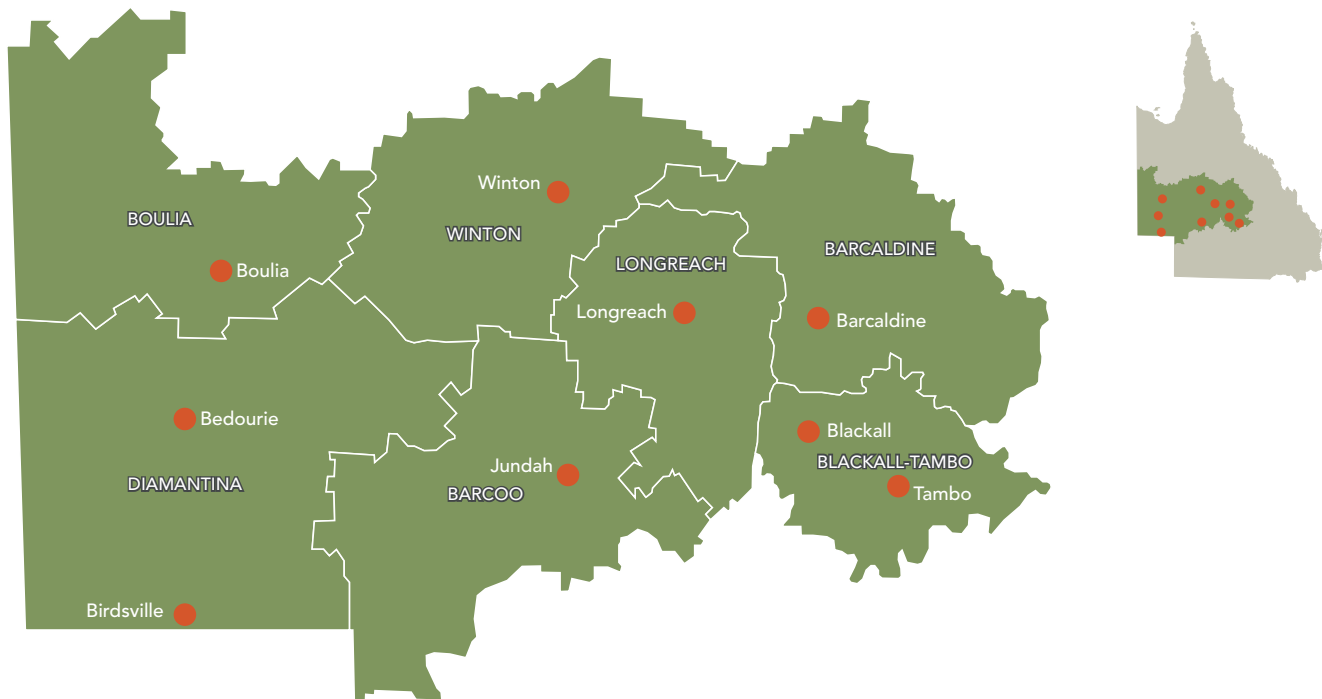 Winton
BOULIA
WINTON
BARCALDINE
LONGREACH
Boulia
Longreach
Barcaldine
Bedourie
Blackall
BLACKALL-TAMBO
Jundah
DIAMANTINA
BARCOO
Tambo
Birdsville